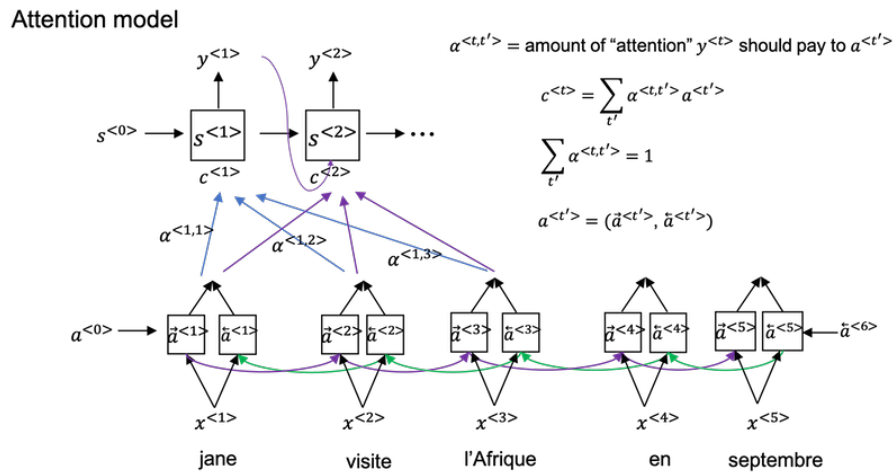 Attention model
y^{<1>} y^{<2>} α^{<t,t'>} = amount of “attention” y^{<t>} should pay to a^{<t'>}
c^{<t>} = ∑_{t'} α^{<t,t'>} a^{<t'>}
s^{<0>} s^{<1>} s^{<2>} ⋯
c^{<1>} c^{<2>} ∑_{t'} α^{<t,t'>} = 1
α^{<1,1>} α^{<1,2>} α^{<1,3>} a^{<t'>} = (a⃗^{<t'>}, a⃖^{<t'>})
a^{<0>} a⃗^{<1>} a⃖^{<1>} a⃗^{<2>} a⃖^{<2>} a⃗^{<3>} a⃖^{<3>} a⃗^{<4>} a⃖^{<4>} a⃗^{<5>} a⃖^{<5>} a⃖^{<6>}
x^{<1>} x^{<2>} x^{<3>} x^{<4>} x^{<5>}
jane visite l'Afrique en septembre